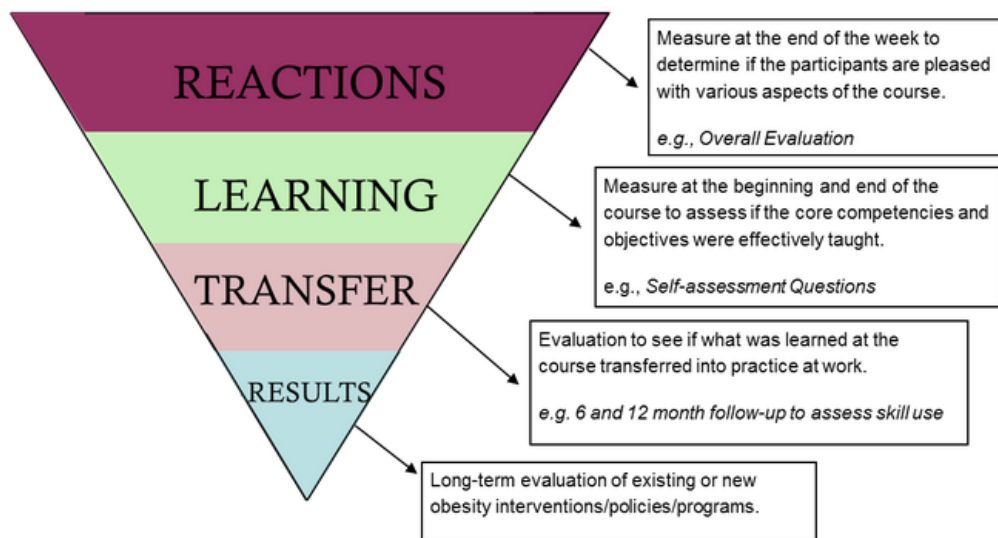 REACTIONS
Measure at the end of the week to
determine if the participants are pleased
with various aspects of the course.
e.g., Overall Evaluation
LEARNING
Measure at the beginning and end of the
course to assess if the core competencies and
objectives were effectively taught.
e.g., Self-assessment Questions
TRANSFER
Evaluation to see if what was learned at the
course transferred into practice at work.
e.g. 6 and 12 month follow-up to assess skill use
RESULTS
Long-term evaluation of existing or new
obesity interventions/policies/programs.